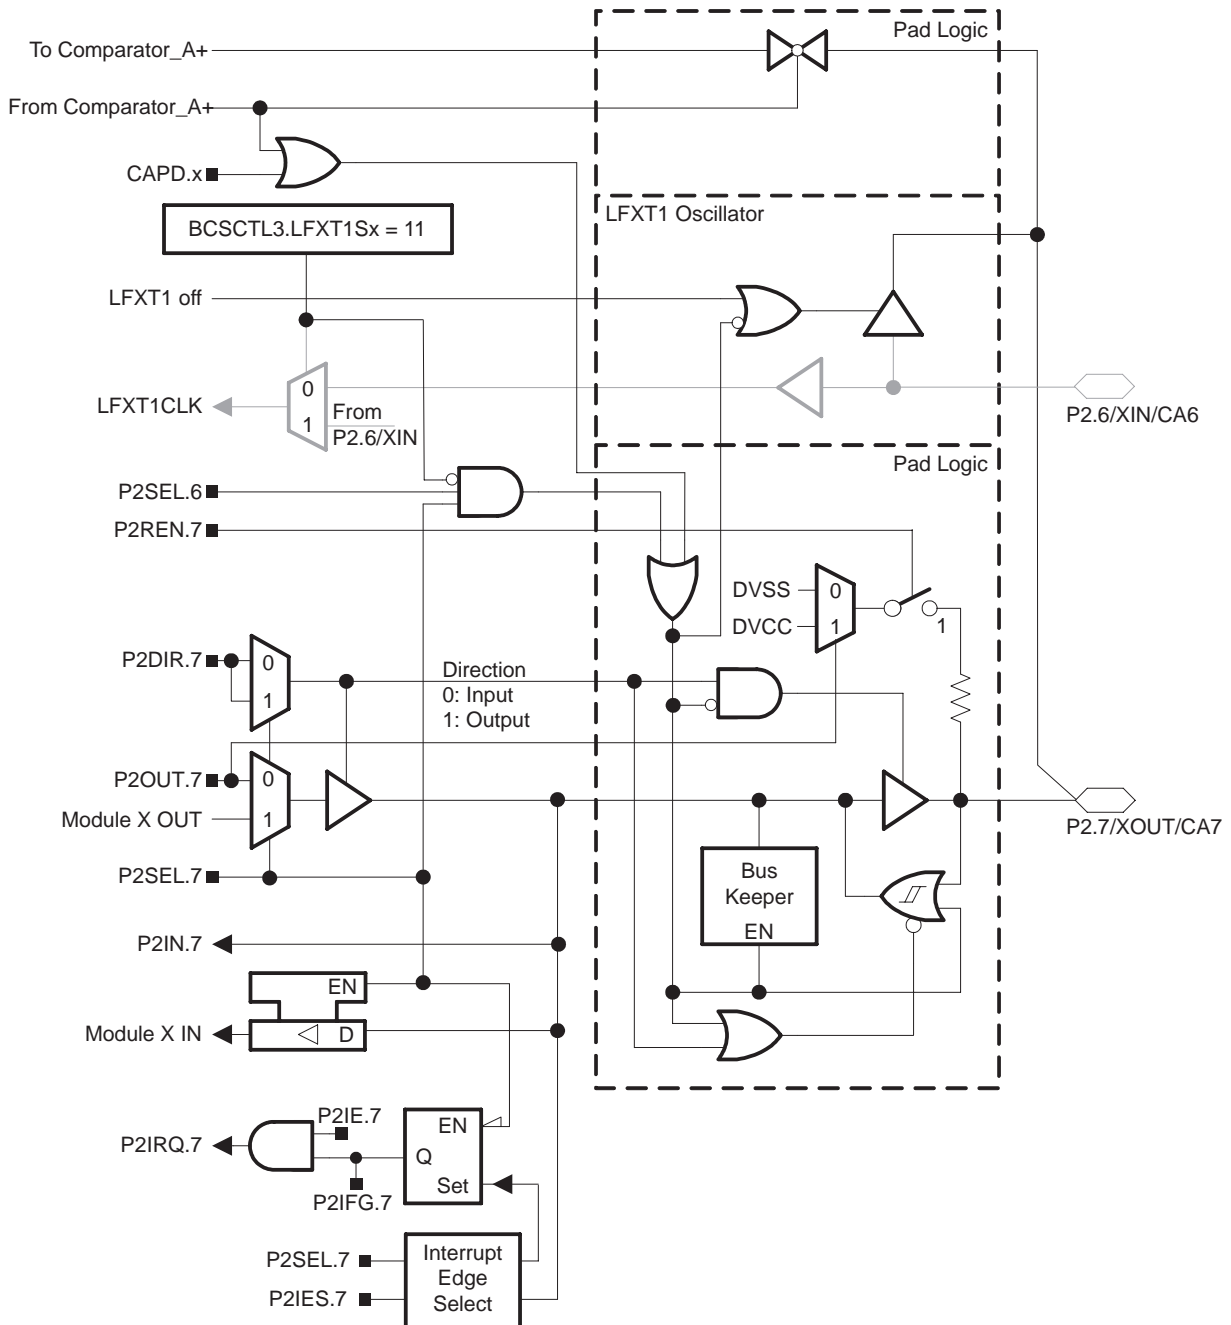 Pad Logic
To Comparator_A+
From Comparator_A+
CAPD.x
BCSCTL3.LFXT1Sx = 11
LFXT1 Oscillator
LFXT1 off
0
LFXT1CLK
1
From
P2.6/XIN
P2.6/XIN/CA6
Pad Logic
P2SEL.6
P2REN.7
DVSS
0
DVCC
1
1
P2DIR.7
0
1
Direction
0: Input
1: Output
P2OUT.7
0
Module X OUT
1
P2.7/XOUT/CA7
P2SEL.7
Bus
Keeper
EN
P2IN.7
EN
Module X IN
D
P2IE.7
EN
P2IRQ.7
Q
Set
P2IFG.7
P2SEL.7
P2IES.7
Interrupt
Edge
Select